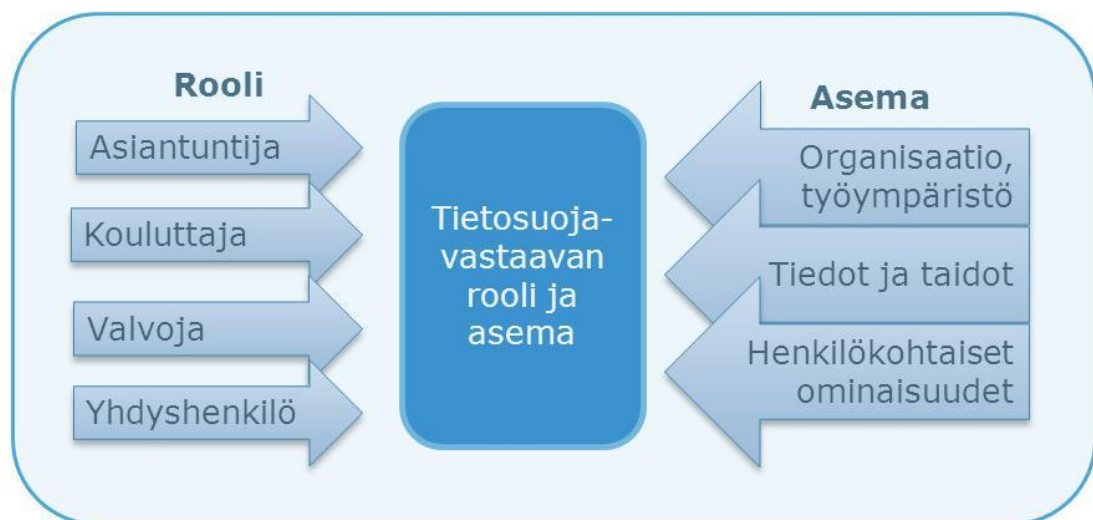 Rooli
Asiantuntija
Kouluttaja
Valvoja
Yhdyshenkilö
Tietosuoja-
vastaavan
rooli ja
asema
Asema
Organisaatio,
työympäristö
Tiedot ja taidot
Henkilökohtaiset
ominaisuudet